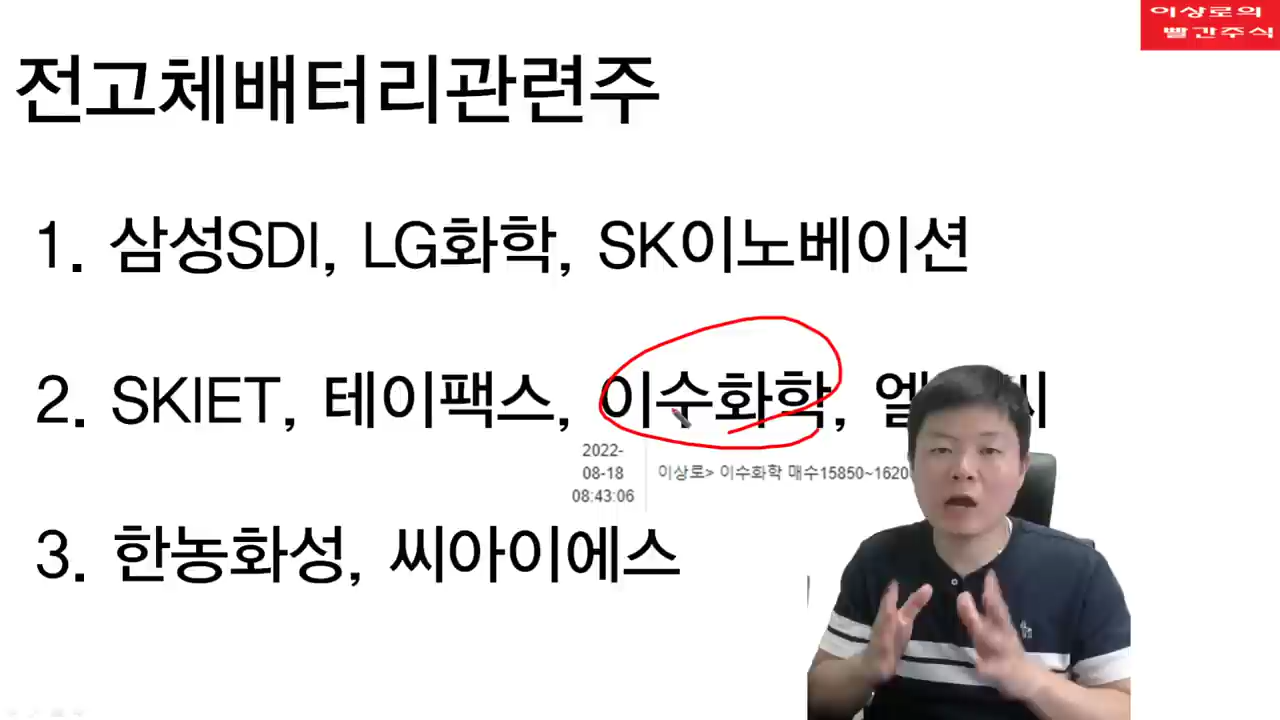 이상로의
빨간주식
전고체배터리관련주
1. 삼성SDI, LG화학, SK이노베이션
2. SKIET, 테이팩스, 이수화학,
2022-
08-18
08:43:06
이상로> 이수화학 매수15850~1620
3. 한농화성, 씨아이에스